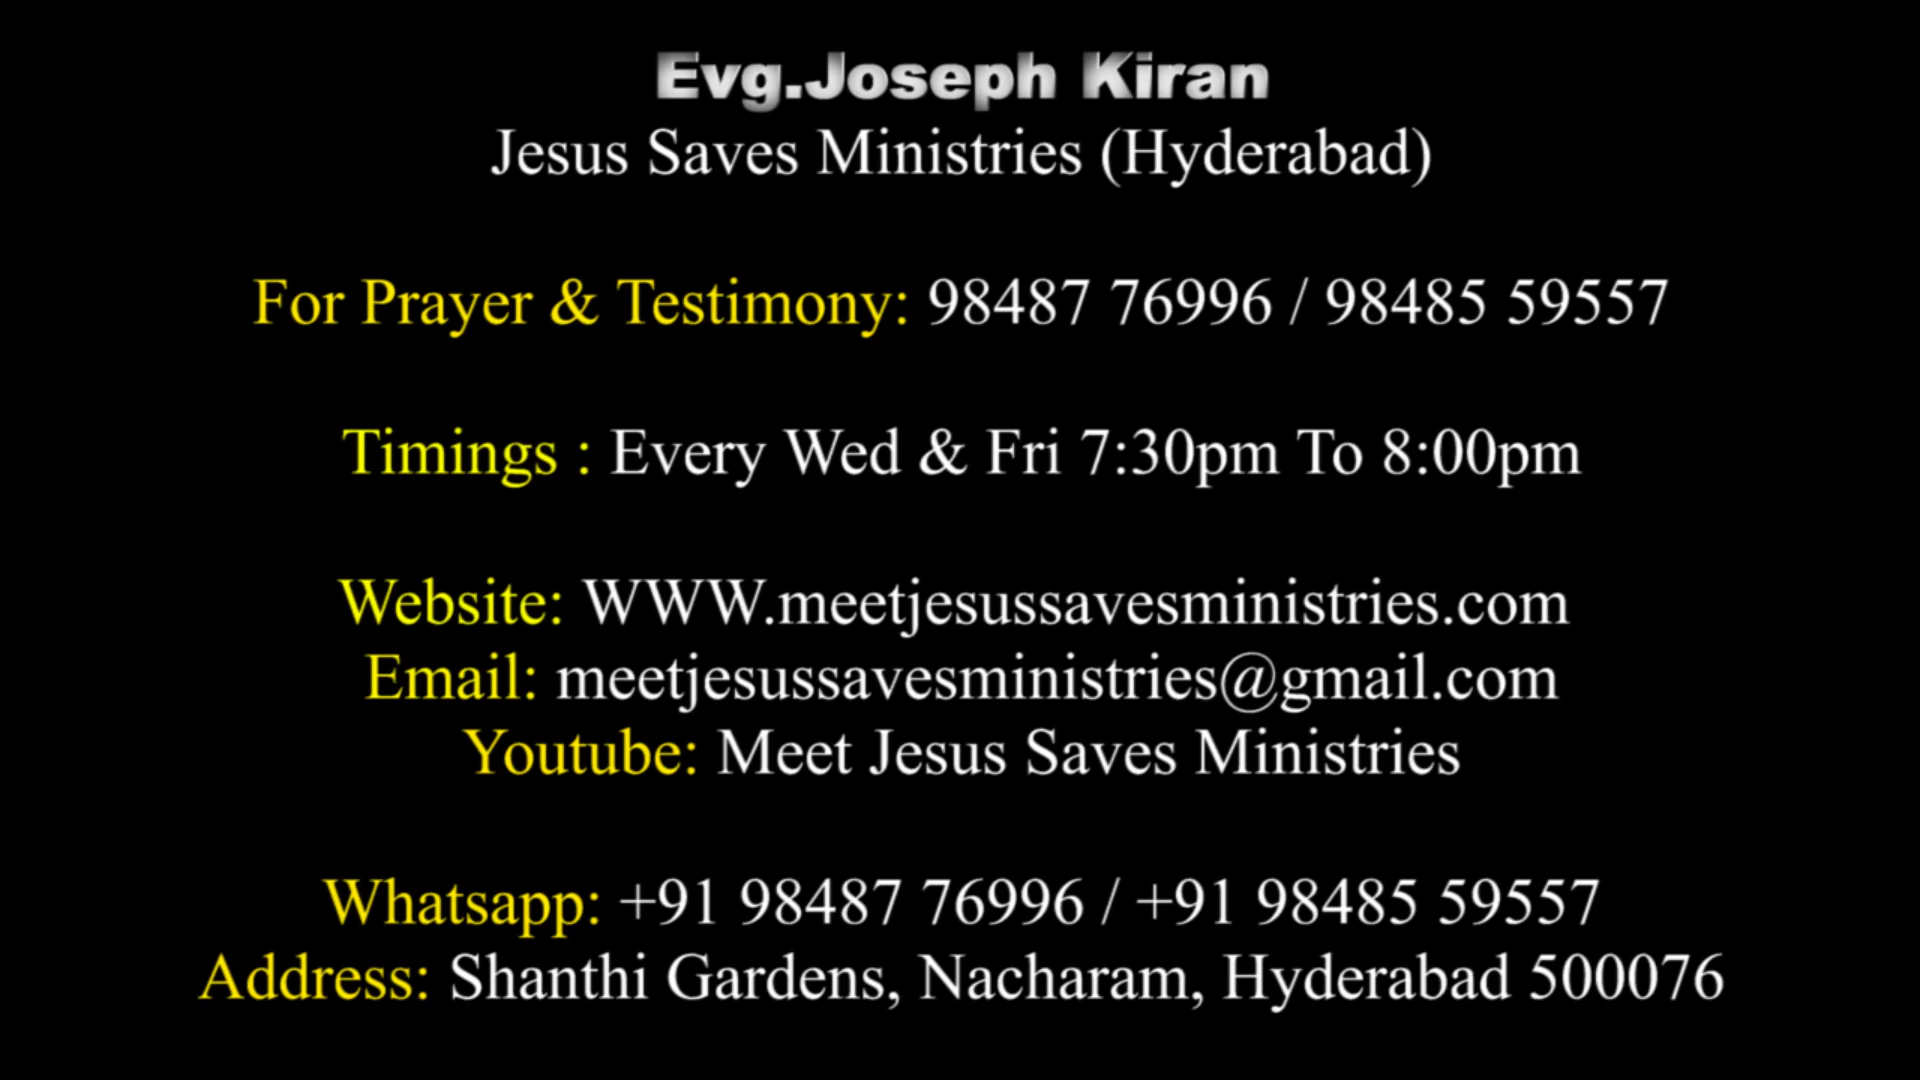 Evg.Joseph Kiran
Jesus Saves Ministries (Hyderabad)
For Prayer & Testimony: 98487 76996 / 98485 59557
Timings : Every Wed & Fri 7:30pm To 8:00pm
Website: WWW.meetjesussavesministries.com
Email: meetjesussavesministries@gmail.com
Youtube: Meet Jesus Saves Ministries
Whatsapp: +91 98487 76996 / +91 98485 59557
Address: Shanthi Gardens, Nacharam, Hyderabad 500076